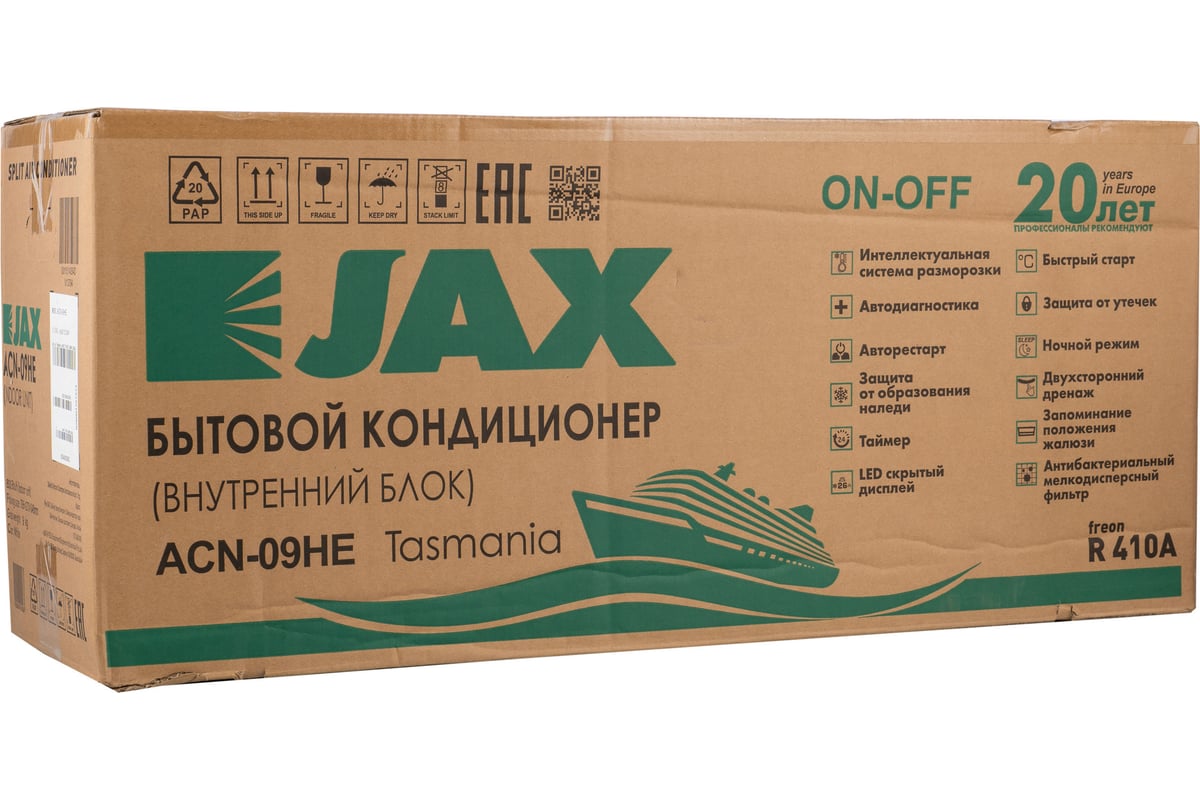 SPLIT AIR CONDITIONER
JAX
ACN-09HE
(INDOOR UNIT)
EAC
20
PAP
THIS SIDE UP
FRAGILE
KEEP DRY
8
STACK LIMIT
EAC
JAX
БЫТОВОЙ КОНДИЦИОНЕР
(ВНУТРЕННИЙ БЛОК)
ACN-09HE Tasmania
ON-OFF
20 лет
years
in Europe
ПРОФЕССИОНАЛЫ РЕКОМЕНДУЮТ
Интеллектуальная
система разморозки
Автодиагностика
Авторестарт
Защита
от образования
наледи
24
Таймер
26
LED скрытый
дисплей
°C
Быстрый старт
Защита от утечек
SLEEP
Ночной режим
Двухсторонний
дренаж
Запоминание
положения
жалюзи
Антибактериальный
мелкодисперсный
фильтр
freon
R 410A